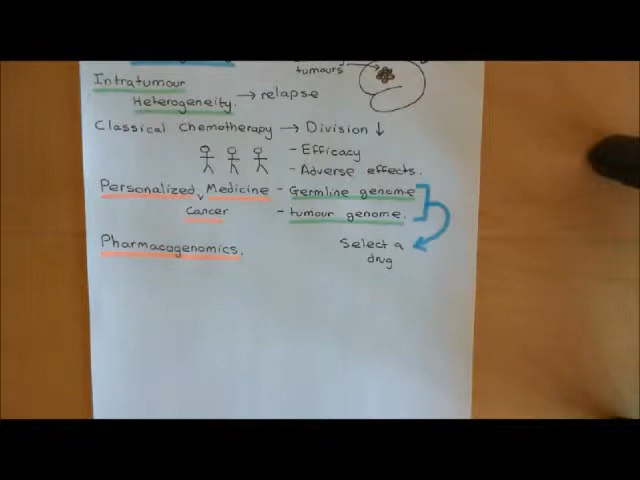 tumours
Intratumour
Heterogeneity. → relapse
Classical Chemotherapy → Division ↓
- Efficacy
- Adverse effects.
Personalized Medicine - Germline genome
Cancer - tumour genome.
Pharmacogenomics. Select a
drug